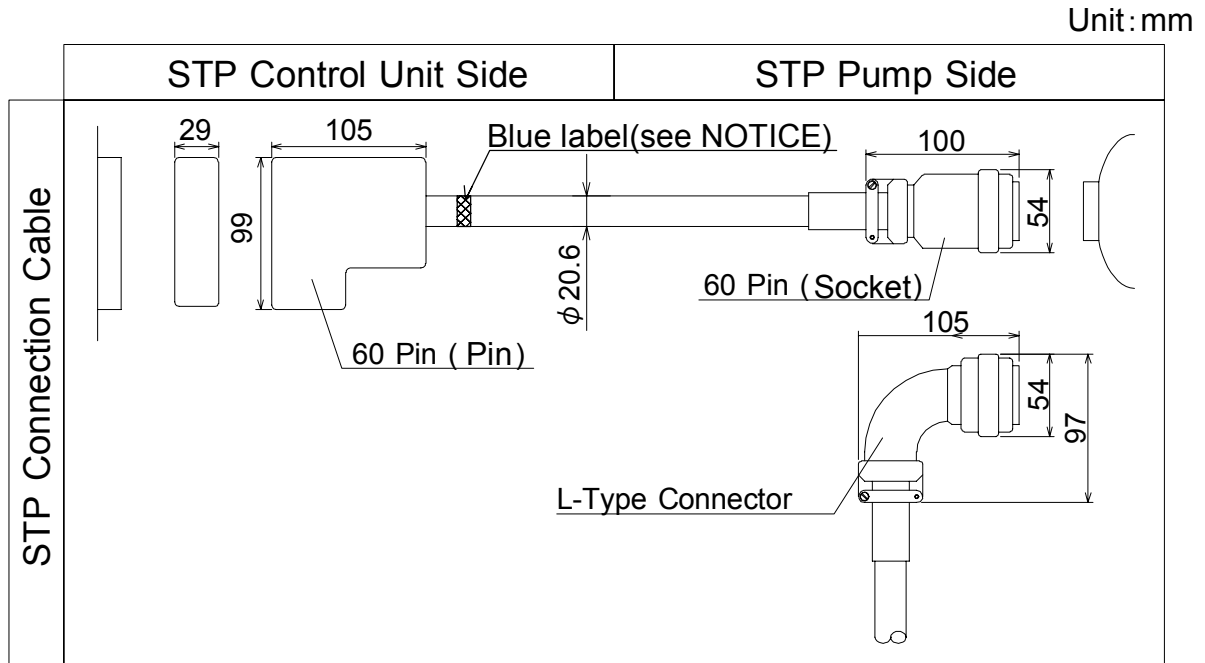 Unit:mm
STP Control Unit Side
STP Pump Side
STP Connection Cable
29
105
Blue label(see NOTICE)
100
99
54
ϕ20.6
60 Pin (Socket)
60 Pin (Pin)
105
54
97
L-Type Connector